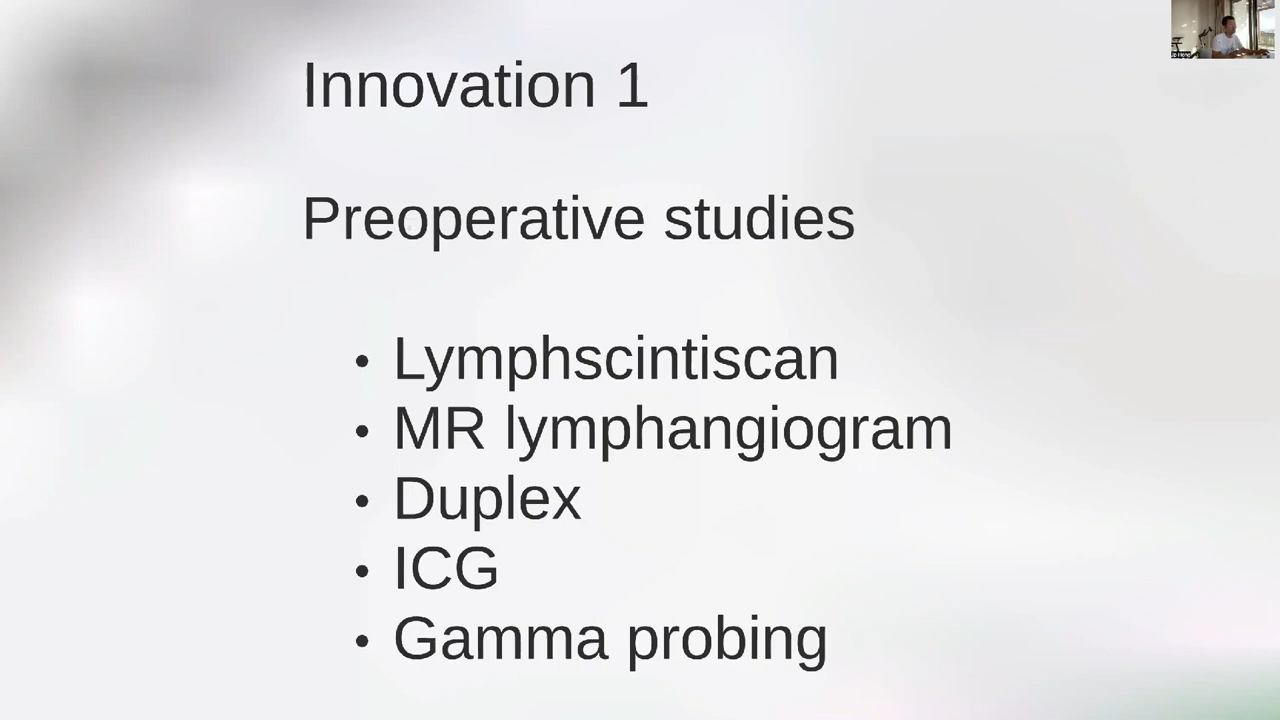 Innovation 1
Preoperative studies
• Lymphscintiscan
• MR lymphangiogram
• Duplex
• ICG
• Gamma probing